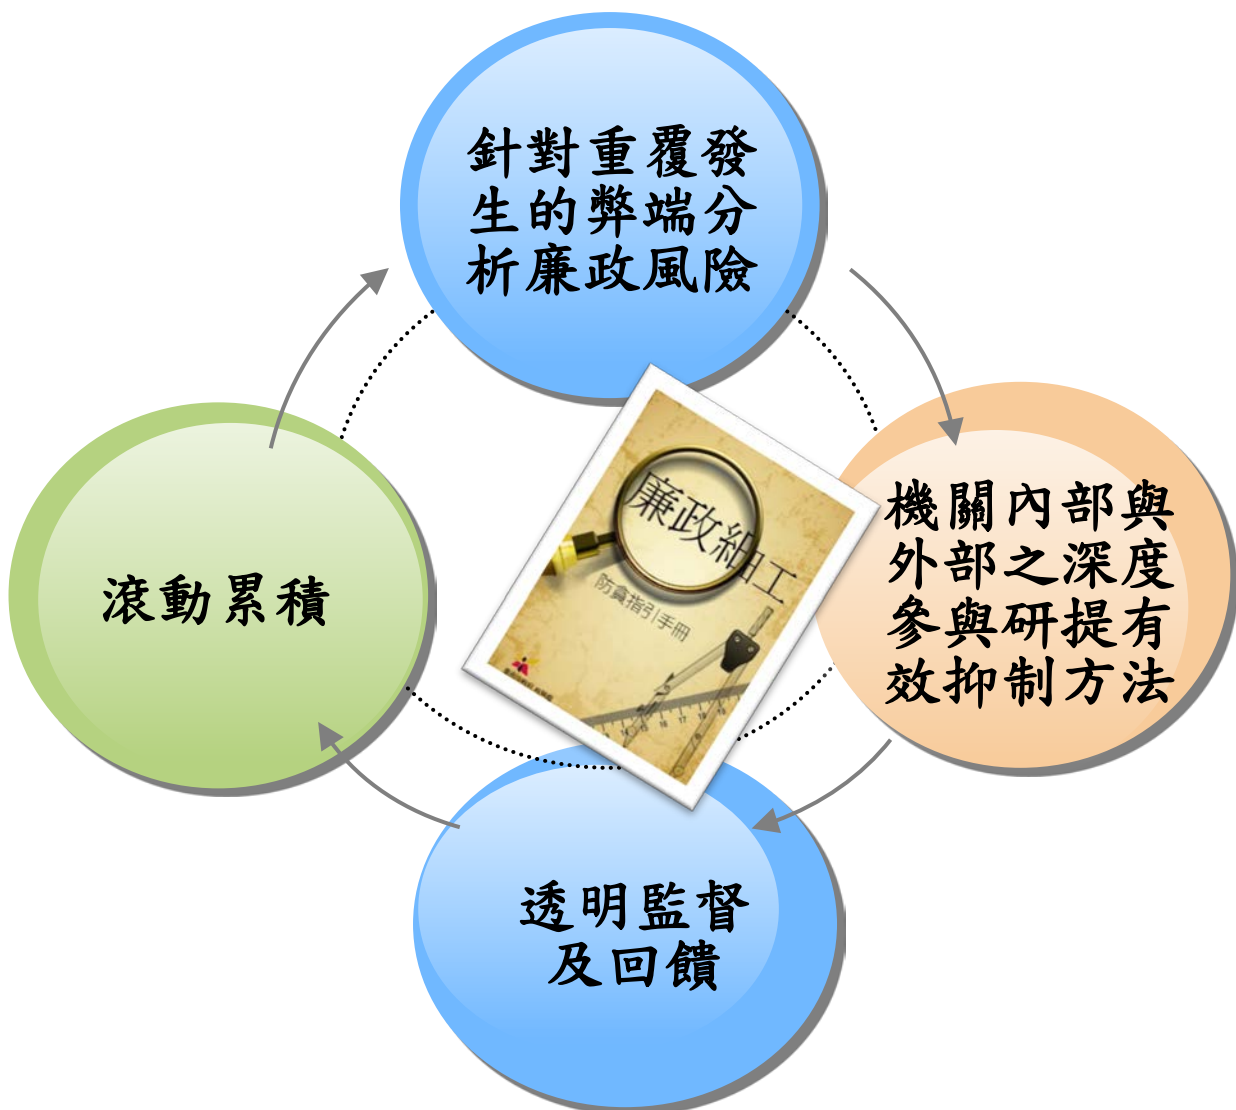 針對重覆發
生的弊端分
析廉政風險
機關內部與
外部之深度
參與研提有
效抑制方法
透明監督
及回饋
滾動累積
廉政細工
防貪指引手冊